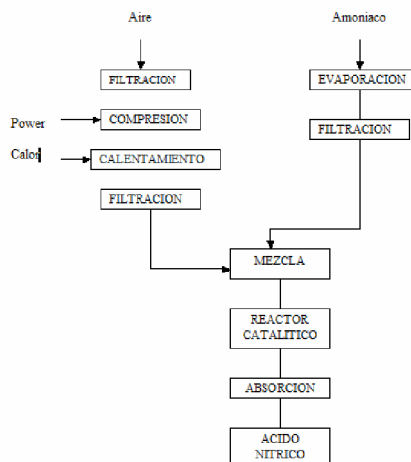 Aire
Amoniaco
FILTRACION
EVAPORACION
Power
COMPRESION
FILTRACION
Calor
CALENTAMIENTO
FILTRACION
MEZCLA
REACTOR
CATALITICO
ABSORCION
ACIDO
NITRICO